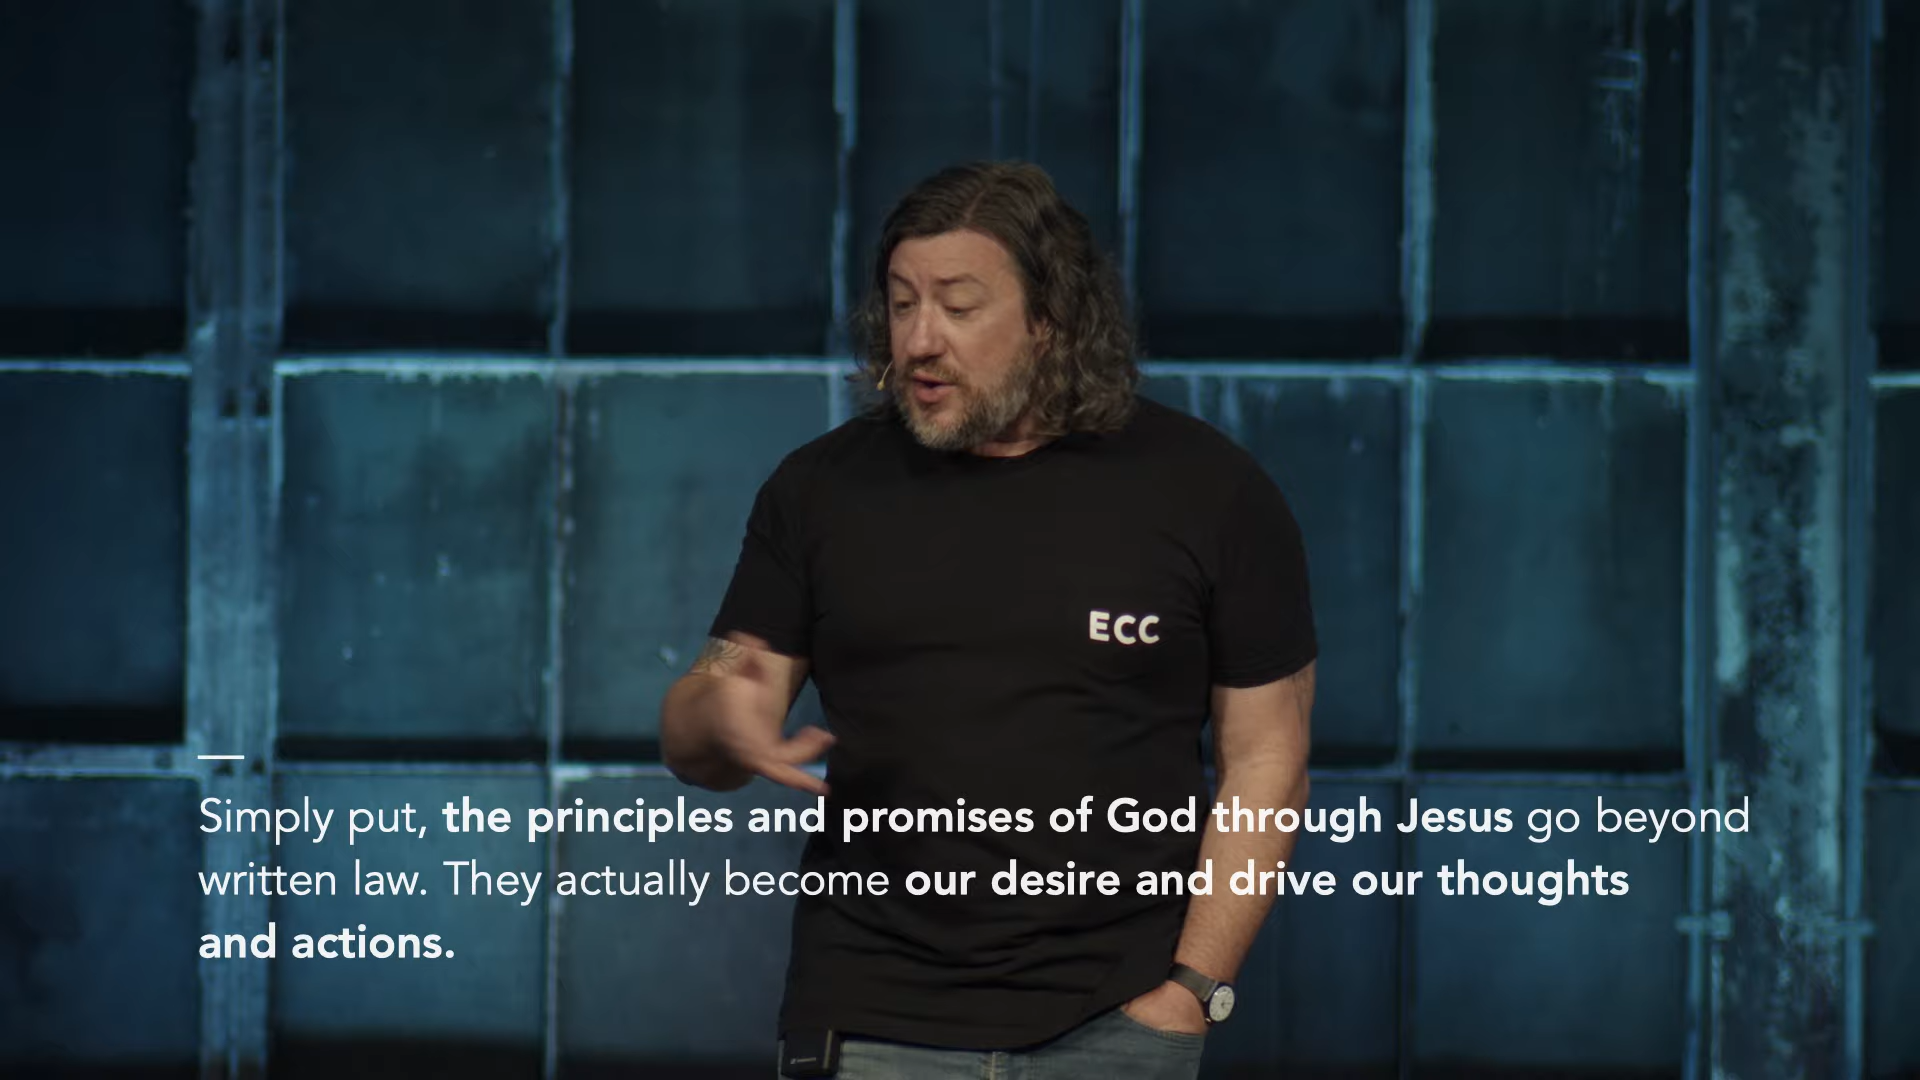 ECC
Simply put, the principles and promises of God through Jesus go beyond
written law. They actually become our desire and drive our thoughts
and actions.